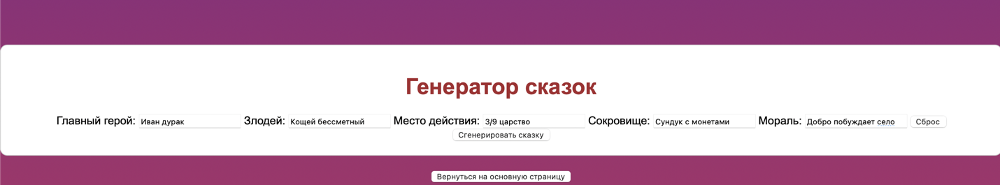 Генератор сказок
Главный герой: Иван дурак Злодей: Кощей бессметный Место действия: 3/9 царство Сокровище: Сундук с монетами Мораль: Добро побуждает село Сброс
Сгенерировать сказку
Вернуться на основную страницу